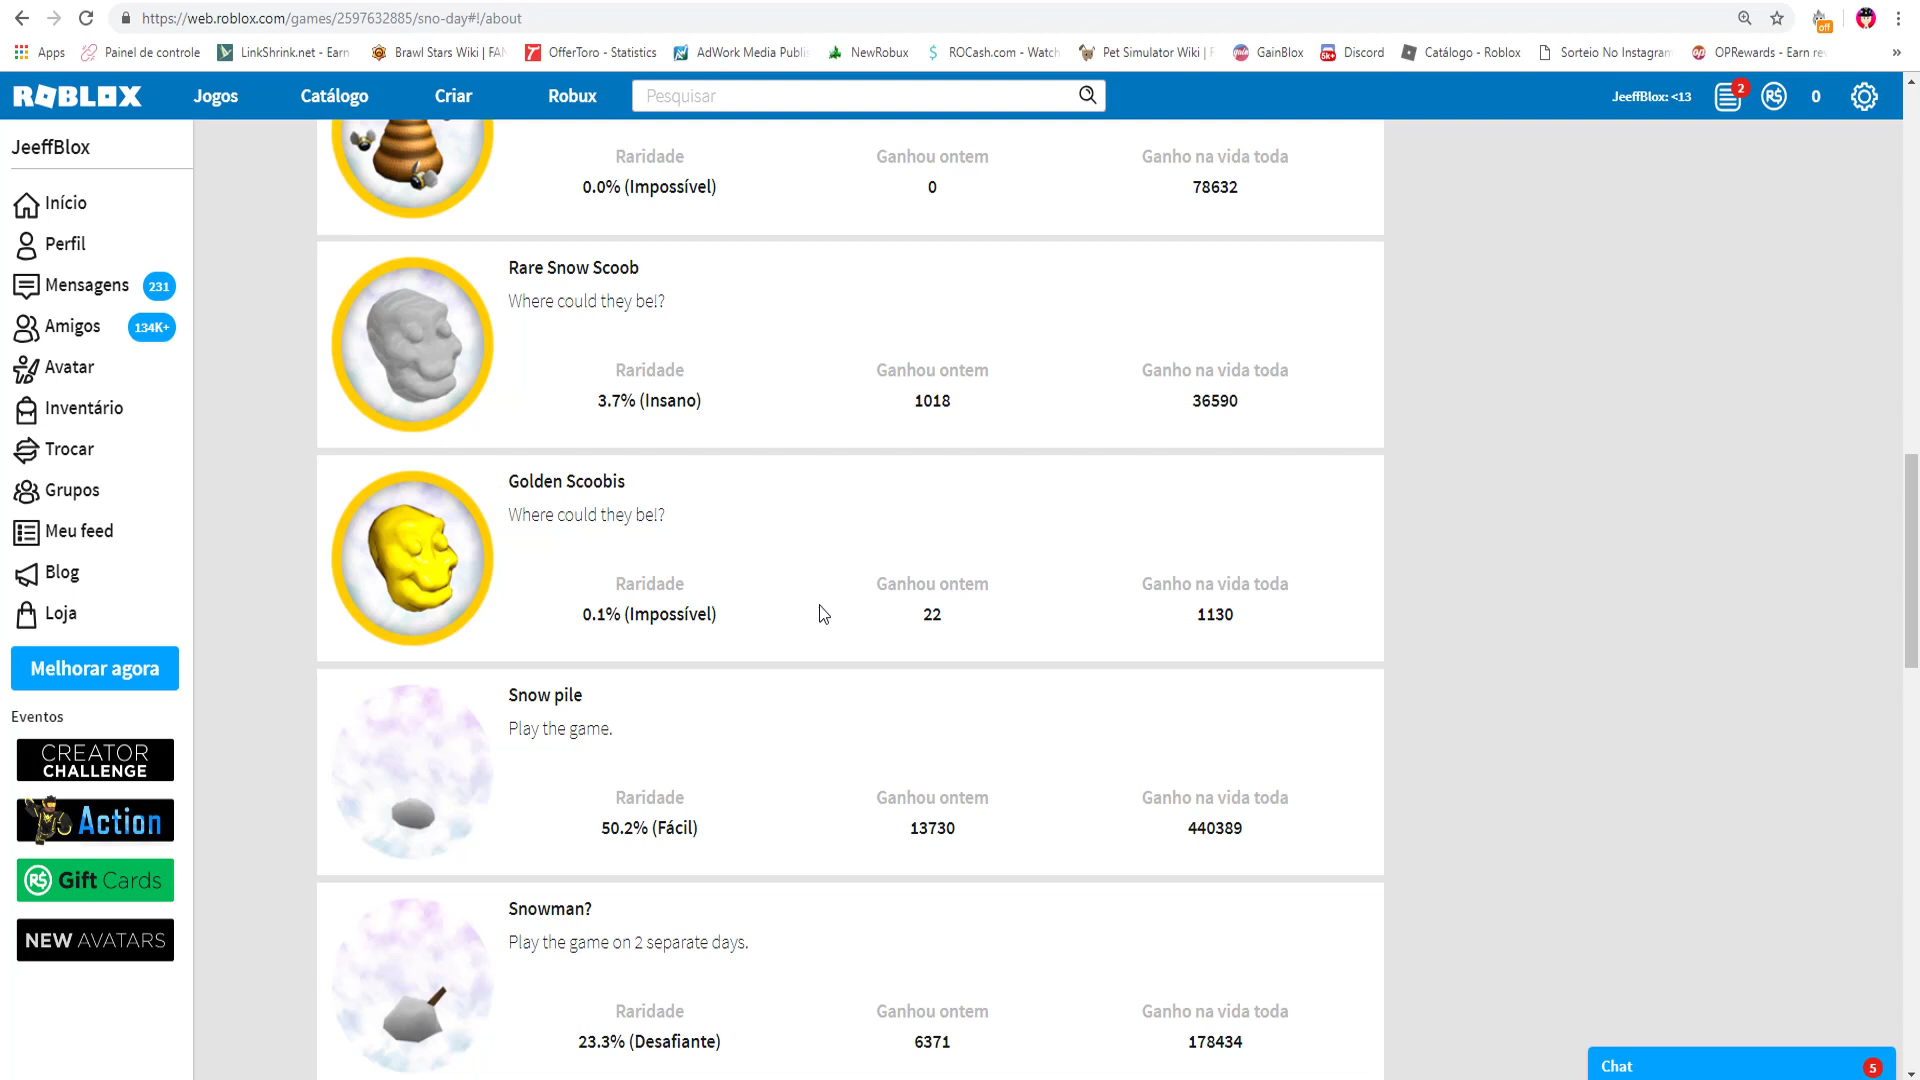 https://web.roblox.com/games/2597632885/sno-day#!/about
off
Apps
Painel de controle
LinkShrink.net - Earn
Brawl Stars Wiki | FAN
OfferToro - Statistics
AdWork Media Publis
NewRobux
ROCash.com - Watch
Pet Simulator Wiki |
GainBlox
5k+
Discord
Catálogo - Roblox
Sorteio No Instagram
OPRewards - Earn re
»
ROBLOX
Jogos
Catálogo
Criar
Robux
Pesquisar
JeeffBlox: <13
2
R$
0
JeeffBlox
Início
Perfil
Mensagens 231
Amigos 134K+
Avatar
Inventário
Trocar
Grupos
Meu feed
Blog
Loja
Melhorar agora
Eventos
CREATOR
CHALLENGE
Action
R$ Gift Cards
NEW AVATARS
Raridade Ganhou ontem Ganho na vida toda
0.0% (Impossível) 0 78632
Rare Snow Scoob
Where could they be!?
Raridade Ganhou ontem Ganho na vida toda
3.7% (Insano) 1018 36590
Golden Scoobis
Where could they be!?
Raridade Ganhou ontem Ganho na vida toda
0.1% (Impossível) 22 1130
Snow pile
Play the game.
Raridade Ganhou ontem Ganho na vida toda
50.2% (Fácil) 13730 440389
Snowman?
Play the game on 2 separate days.
Raridade Ganhou ontem Ganho na vida toda
23.3% (Desafiante) 6371 178434
Chat 5